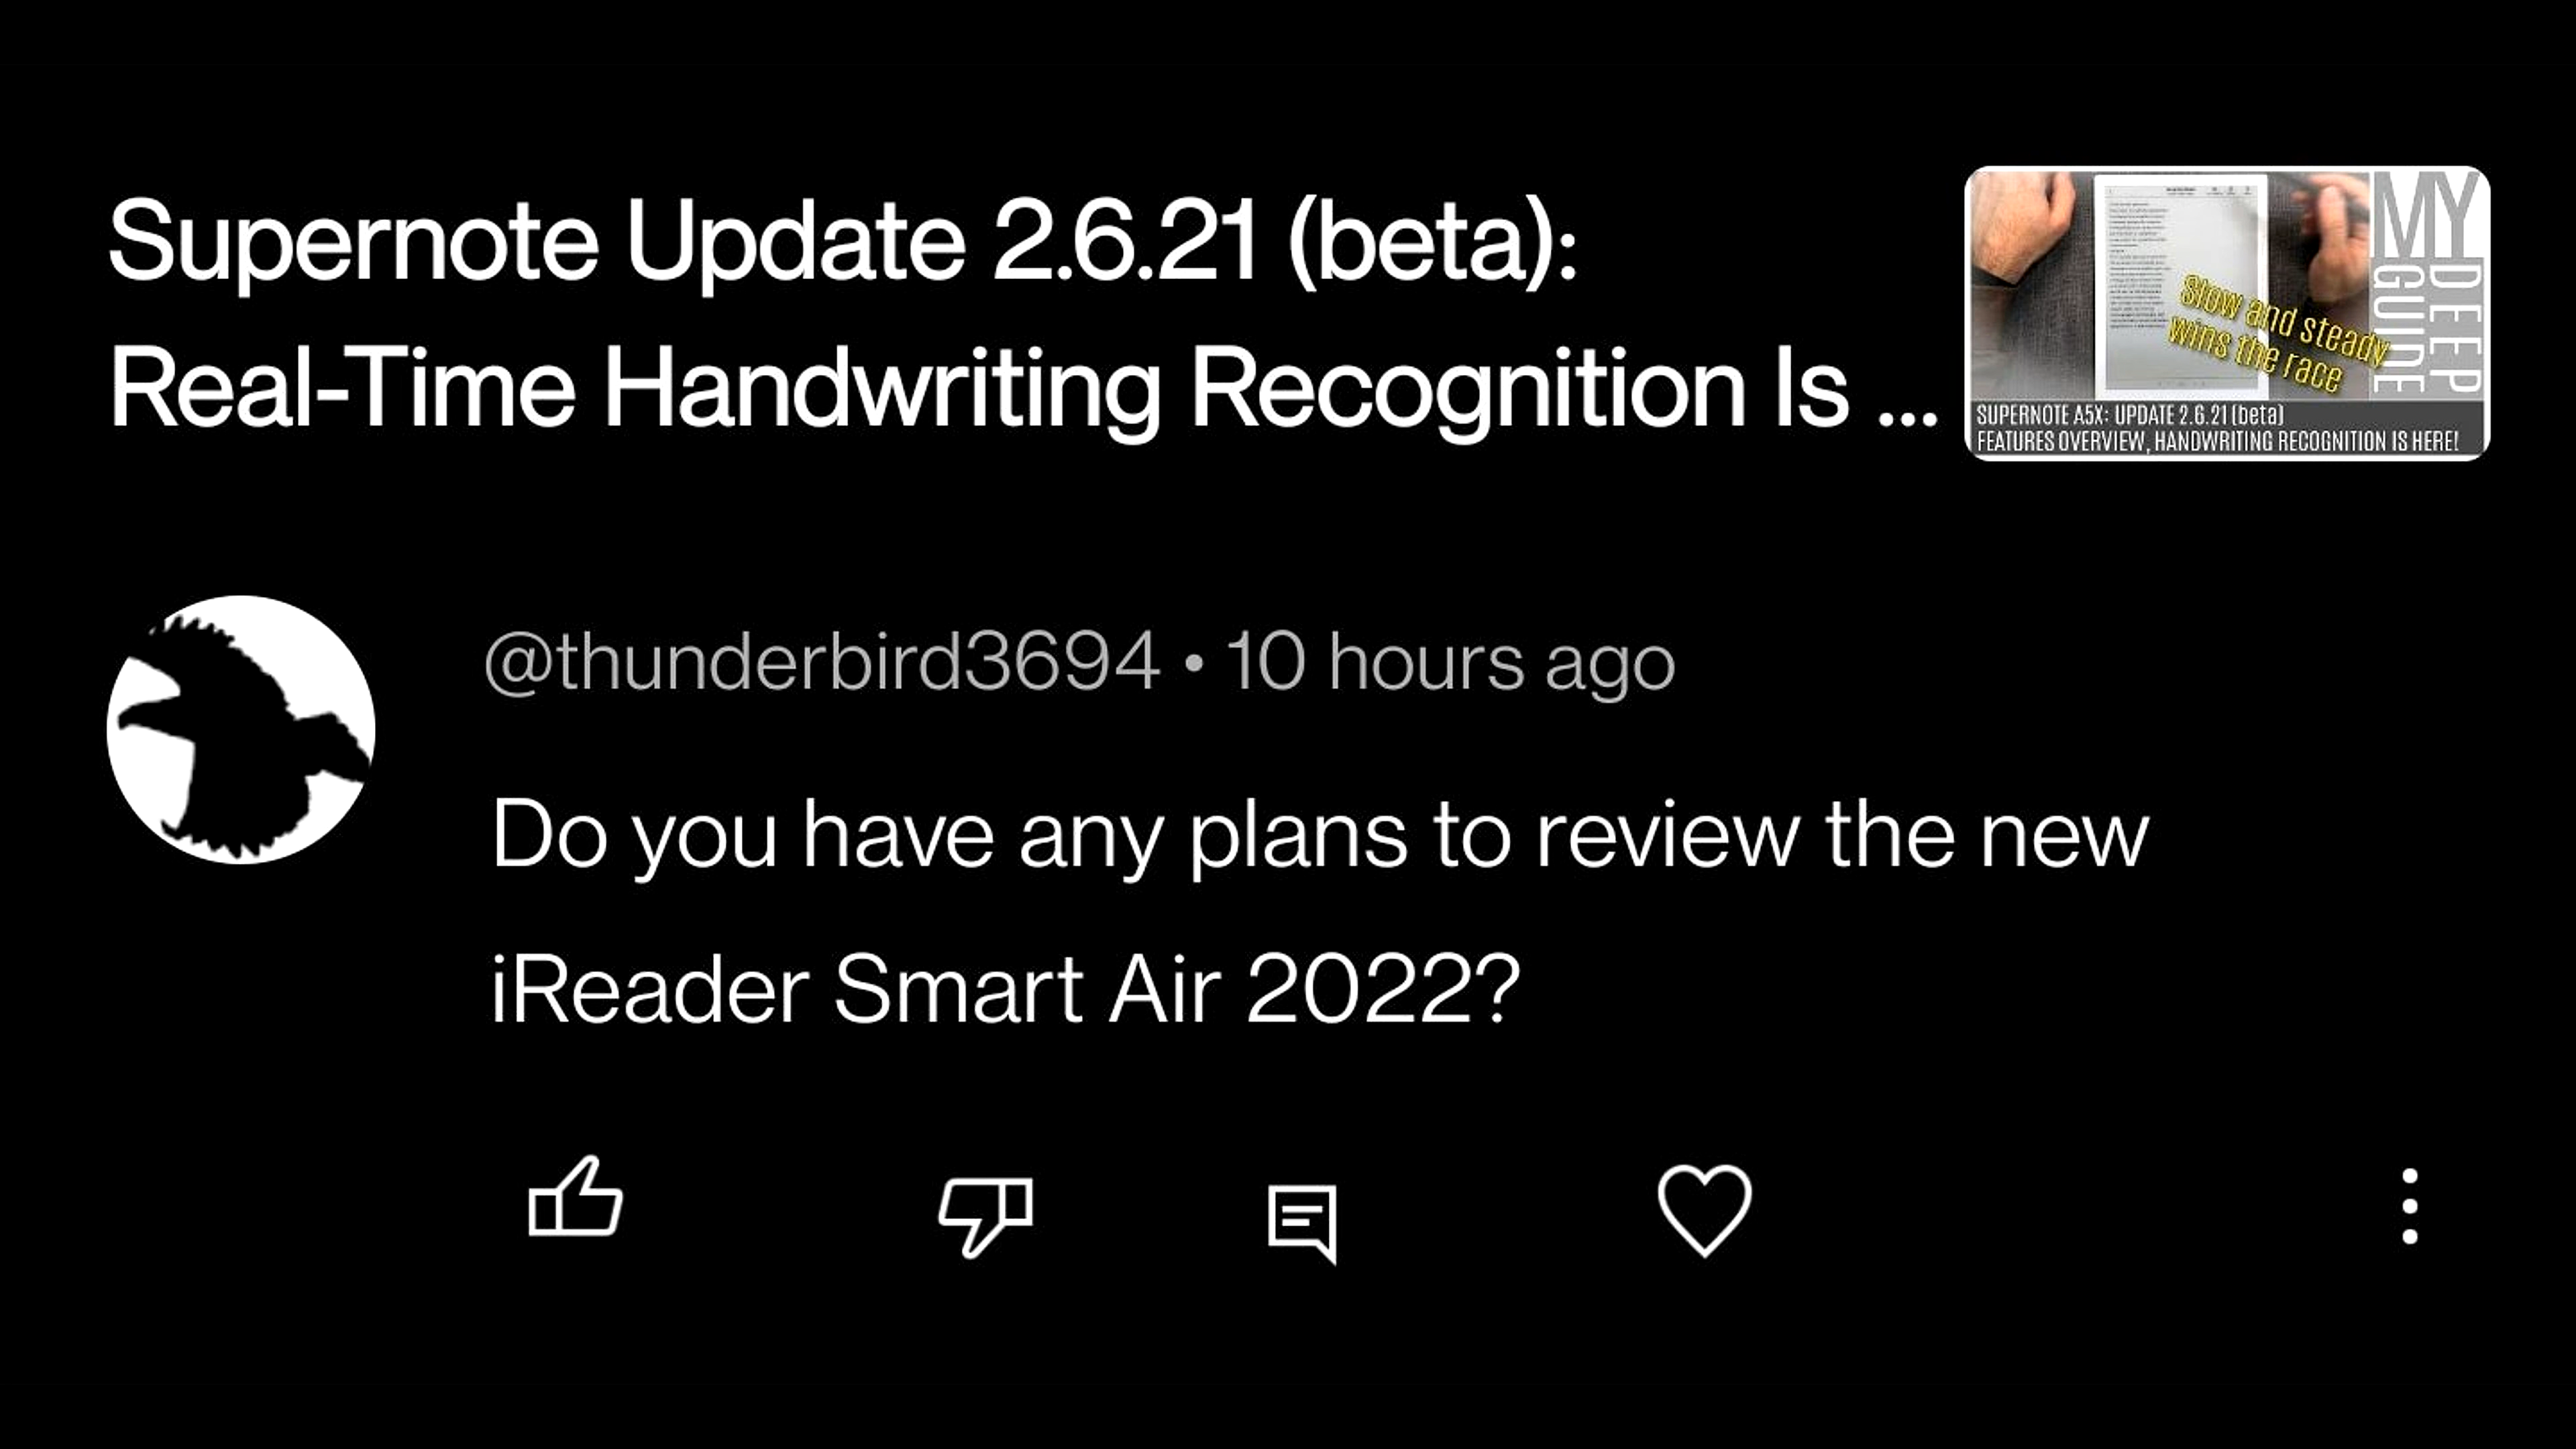 Supernote Update 2.6.21 (beta):
Real-Time Handwriting Recognition Is ...
Slow and steady
wins the race
MY
DEEP
GUIDE
SUPERNOTE A5X: UPDATE 2.6.21 (beta)
FEATURES OVERVIEW, HANDWRITING RECOGNITION IS HERE!
@thunderbird3694 • 10 hours ago
Do you have any plans to review the new
iReader Smart Air 2022?